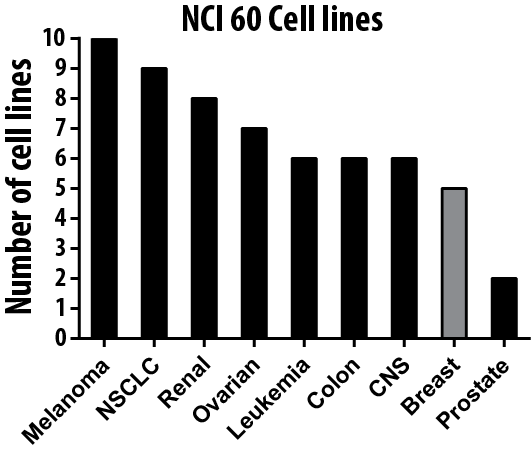 NCI 60 Cell lines
Number of cell lines
10
9
8
7
6
5
4
3
2
1
0
Melanoma
NSCLC
Renal
Ovarian
Leukemia
Colon
CNS
Breast
Prostate